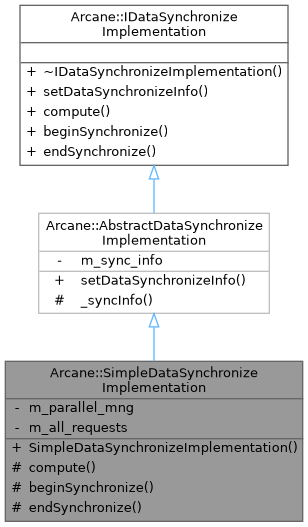 Arcane::IDataSynchronize
Implementation
+ ~IDataSynchronizeImplementation()
+ setDataSynchronizeInfo()
+ compute()
+ beginSynchronize()
+ endSynchronize()
Arcane::AbstractDataSynchronize
Implementation
- m_sync_info
+ setDataSynchronizeInfo()
# _syncInfo()
Arcane::SimpleDataSynchronize
Implementation
- m_parallel_mng
- m_all_requests
+ SimpleDataSynchronizeImplementation()
# compute()
# beginSynchronize()
# endSynchronize()